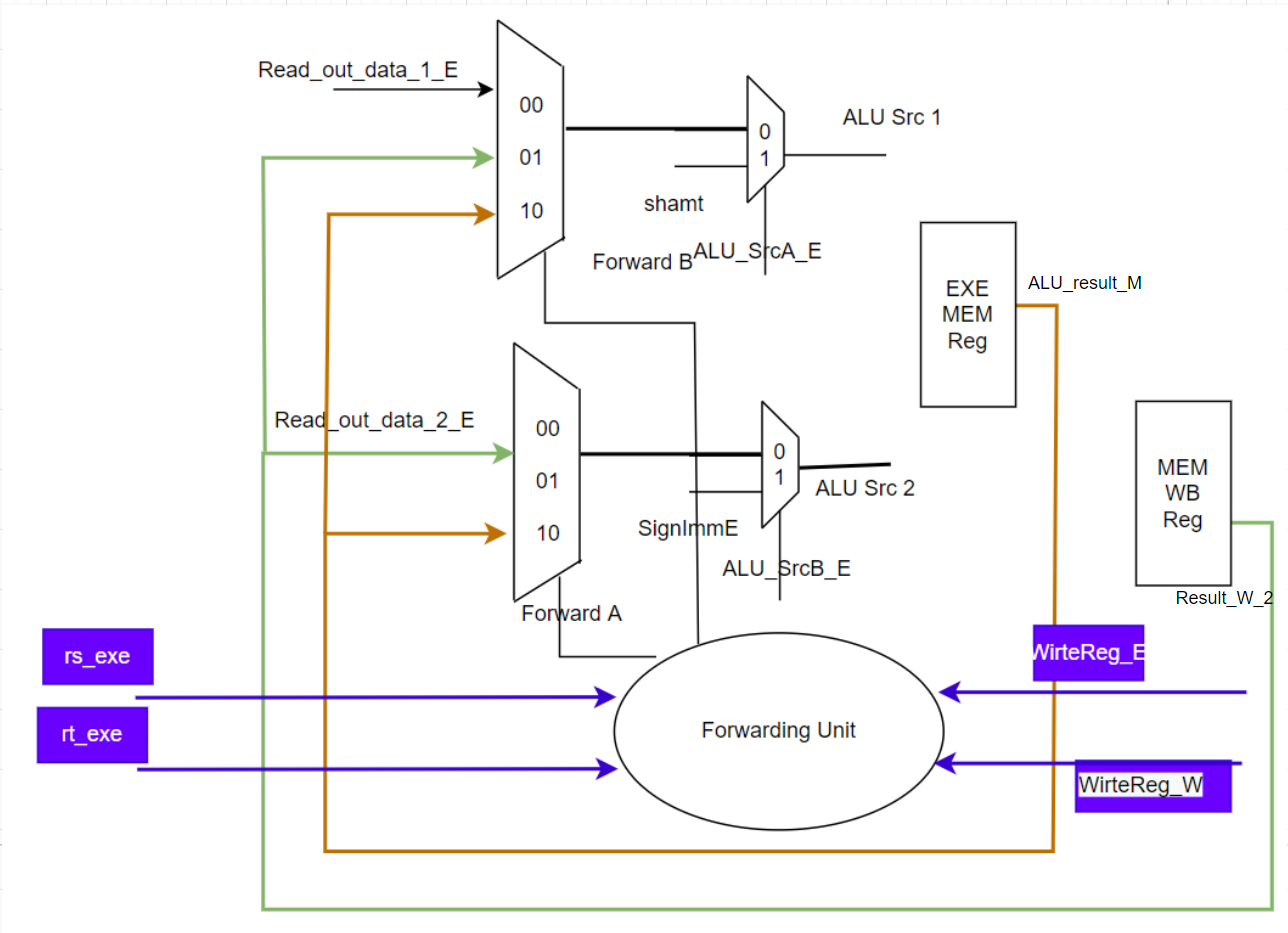 Read_out_data_1_E
00
01
10
0
1
ALU Src 1
shamt
Forward B
ALU_SrcA_E
EXE
MEM
Reg
ALU_result_M
Read_out_data_2_E
00
01
10
0
1
ALU Src 2
SignImmE
ALU_SrcB_E
MEM
WB
Reg
Result_W_2
Forward A
rs_exe
rt_exe
Forwarding Unit
WirteReg_E
WirteReg_W